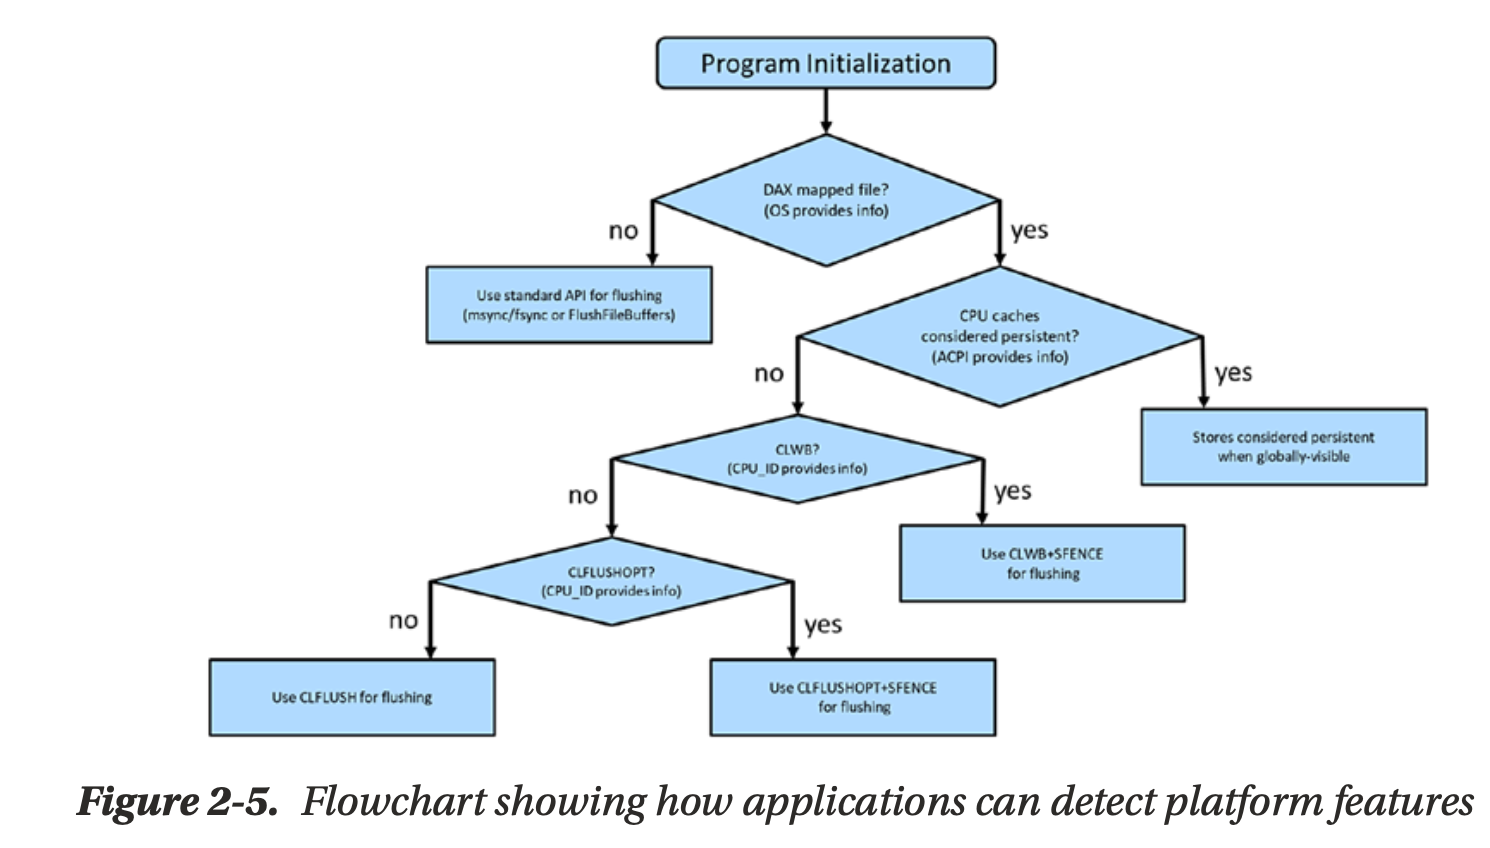 Program Initialization
DAX mapped file?
(OS provides info)
no
yes
Use standard API for flushing
(msync/fsync or FlushFileBuffers)
CPU caches
considered persistent?
(ACPI provides info)
no
yes
CLWB?
(CPU_ID provides info)
Stores considered persistent
when globally-visible
no
yes
Use CLWB+SFENCE
for flushing
CLFLUSHOPT?
(CPU_ID provides info)
no
yes
Use CLFLUSH for flushing
Use CLFLUSHOPT+SFENCE
for flushing
Figure 2-5. Flowchart showing how applications can detect platform features